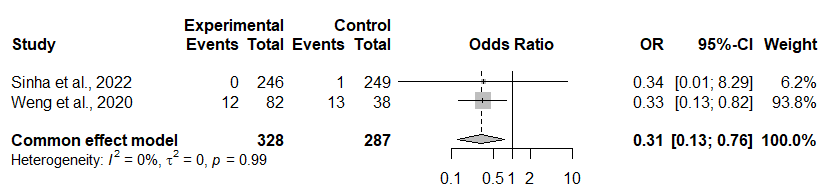 Experimental Control
Study Events Total Events Total Odds Ratio OR 95%-CI Weight
Sinha et al., 2022 0 246 1 249 0.34 [0.01; 8.29] 6.2%
Weng et al., 2020 12 82 13 38 0.33 [0.13; 0.82] 93.8%
Common effect model 328 287 0.31 [0.13; 0.76] 100.0%
Heterogeneity: I² = 0%, τ² = 0, p = 0.99
0.1 0.5 1 2 10